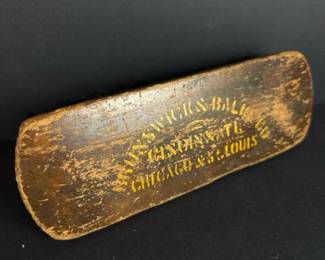 BRUNSWICK & BALKE CO
CINCINNATI
CHICAGO & ST. LOUIS